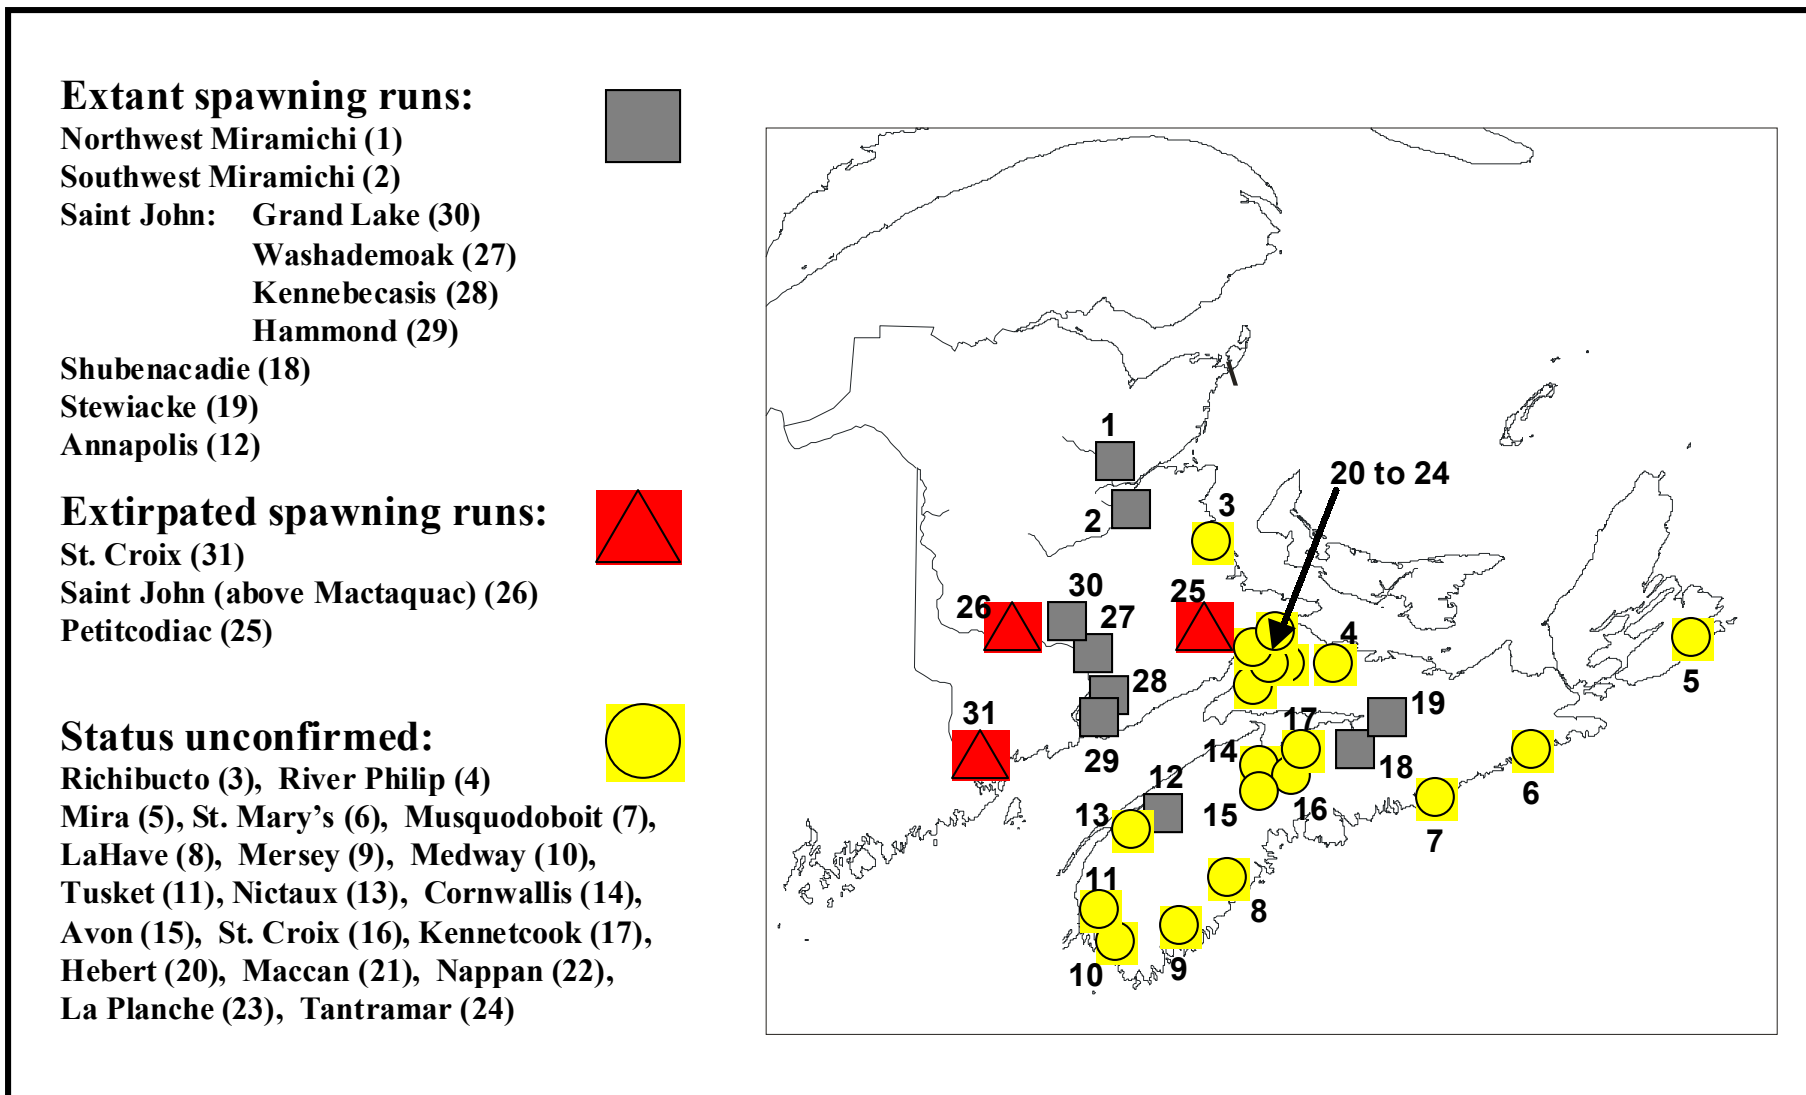 Extant spawning runs:
Northwest Miramichi (1)
Southwest Miramichi (2)
Saint John: Grand Lake (30)
Washademoak (27)
Kennebecasis (28)
Hammond (29)
Shubenacadie (18)
Stewiacke (19)
Annapolis (12)
Extirpated spawning runs:
St. Croix (31)
Saint John (above Mactaquac) (26)
Petitcodiac (25)
Status unconfirmed:
Richibucto (3), River Philip (4)
Mira (5), St. Mary's (6), Musquodoboit (7),
LaHave (8), Mersey (9), Medway (10),
Tusket (11), Nictaux (13), Cornwallis (14),
Avon (15), St. Croix (16), Kennetcook (17),
Hebert (20), Maccan (21), Nappan (22),
La Planche (23), Tantramar (24)
1
20 to 24
2
3
30
25
26
27
4
5
28
31
19
17
29
14
18
12
6
13
15
16
7
11
8
10
9